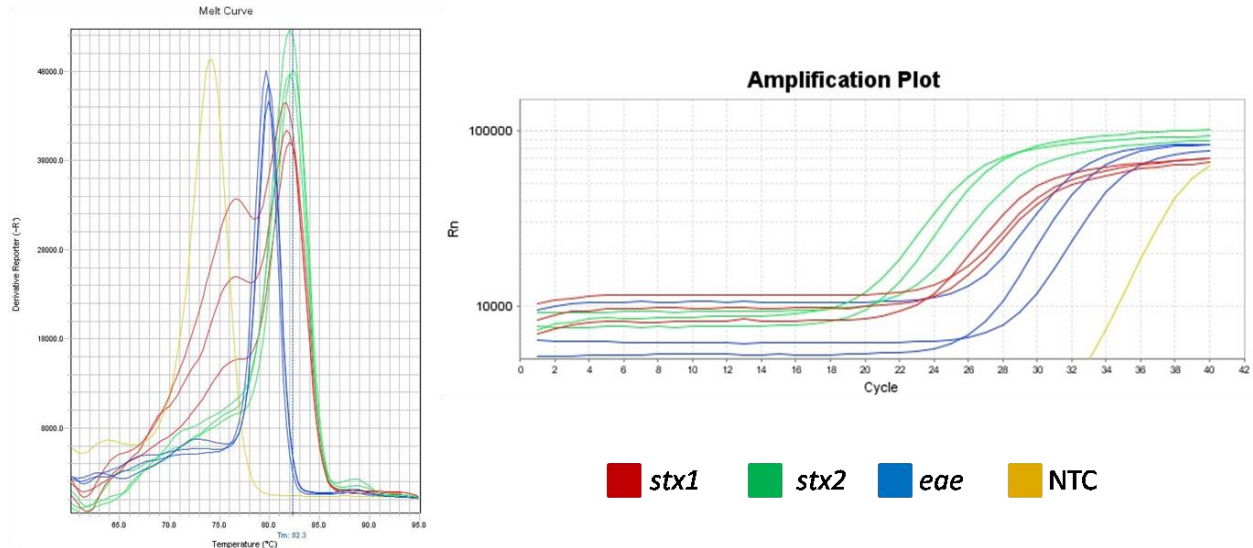 Melt Curve
48000.0
38000.0
28000.0
18000.0
8000.0
Derivative Reporter (-R')
65.0 70.0 75.0 80.0 85.0 90.0 95.0
Tm: 82.3
Temperature (°C)
Amplification Plot
100000
10000
Rn
0 2 4 6 8 10 12 14 16 18 20 22 24 26 28 30 32 34 36 38 40 42
Cycle
stx1 stx2 eae NTC